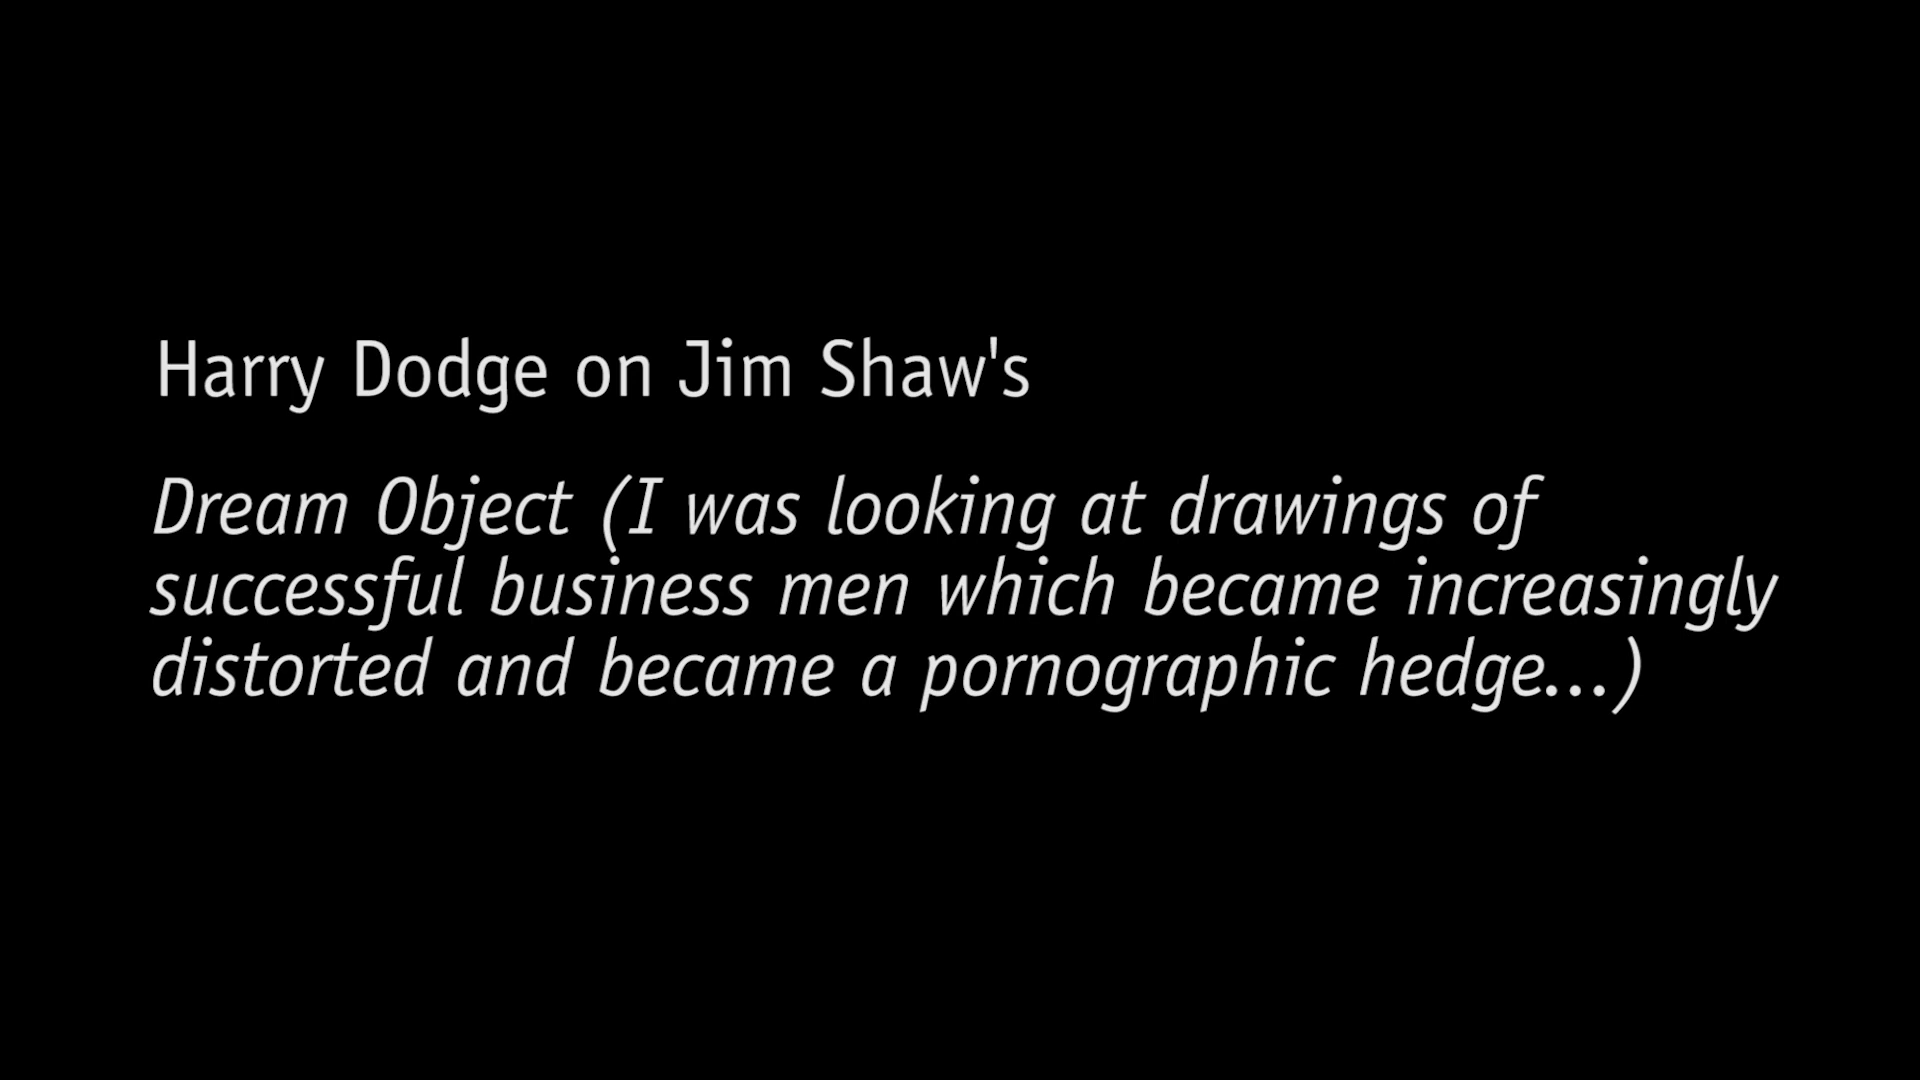 Harry Dodge on Jim Shaw's
Dream Object (I was looking at drawings of
successful business men which became increasingly
distorted and became a pornographic hedge...)